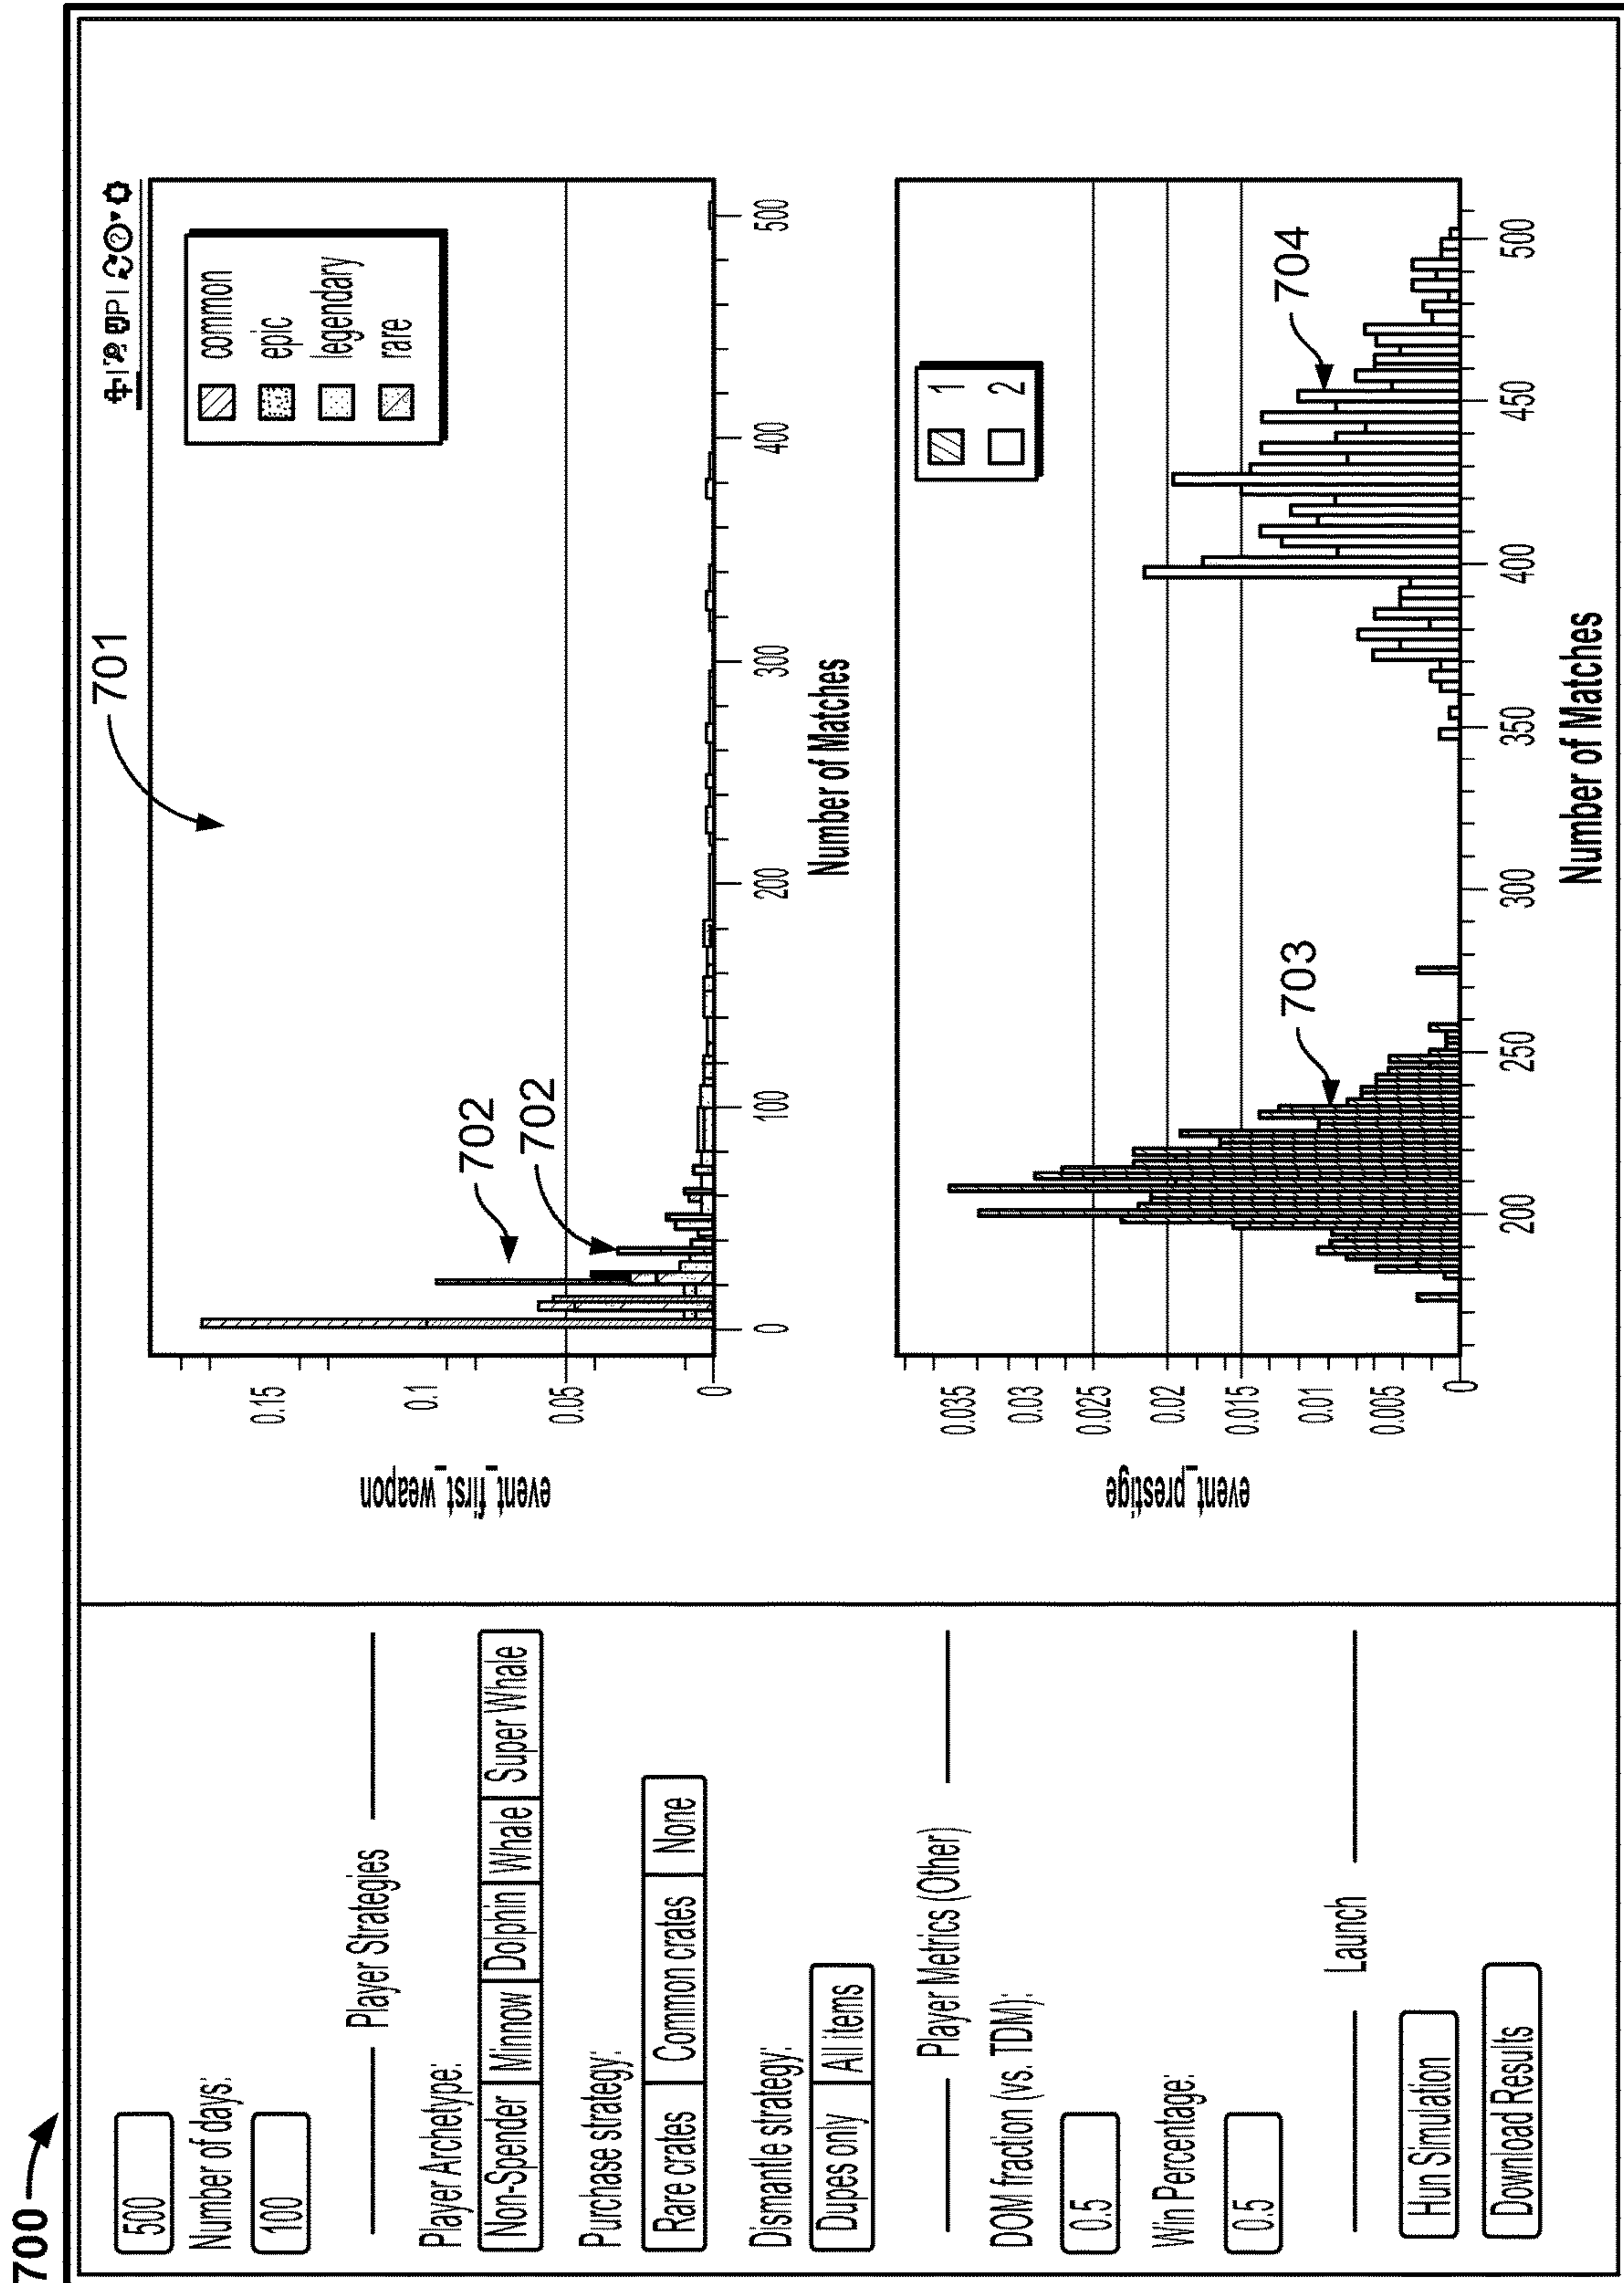 700
500
Number of days:
100
Player Strategies
Player Archetype:
Non-Spender Minnow Dolphin Whale Super Whale
Purchase strategy:
Rare crates Common crates None
Dismantle strategy:
Dupes only All items
Player Metrics (Other)
DOM fraction (vs. TDM):
0.5
Win Percentage:
0.5
Launch
Hun Simulation
Download Results
701
common
epic
legendary
rare
702
702
event_first_weapon
0.15
0.1
0.05
0
0 100 200 300 400 500
Number of Matches
1
2
703
704
event_prestige
0.035
0.03
0.025
0.02
0.015
0.01
0.005
0
200 250 300 350 400 450 500
Number of Matches